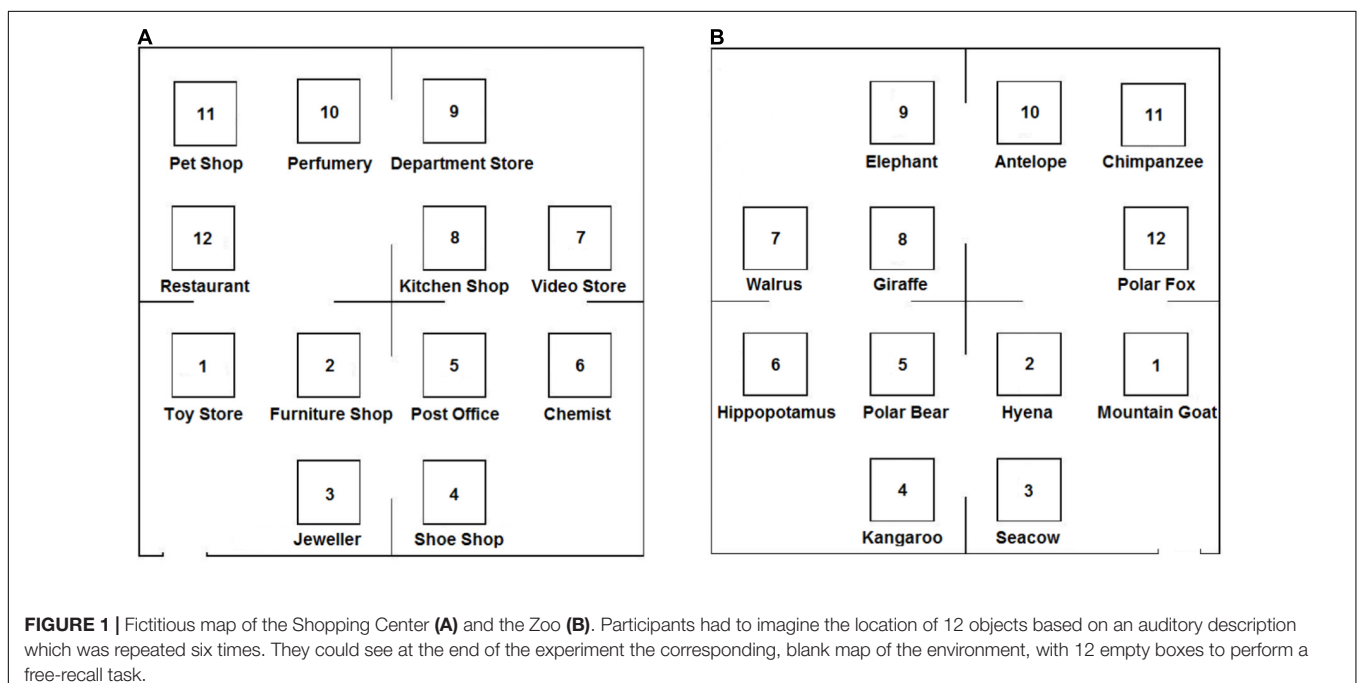 A
11
10
9
Pet Shop
Perfumery
Department Store
12
8
7
Restaurant
Kitchen Shop
Video Store
1
2
5
6
Toy Store
Furniture Shop
Post Office
Chemist
3
4
Jeweller
Shoe Shop
B
9
10
11
Elephant
Antelope
Chimpanzee
7
8
12
Walrus
Giraffe
Polar Fox
6
5
2
1
Hippopotamus
Polar Bear
Hyena
Mountain Goat
4
3
Kangaroo
Seacow
FIGURE 1 | Fictitious map of the Shopping Center (A) and the Zoo (B). Participants had to imagine the location of 12 objects based on an auditory description
which was repeated six times. They could see at the end of the experiment the corresponding, blank map of the environment, with 12 empty boxes to perform a
free-recall task.